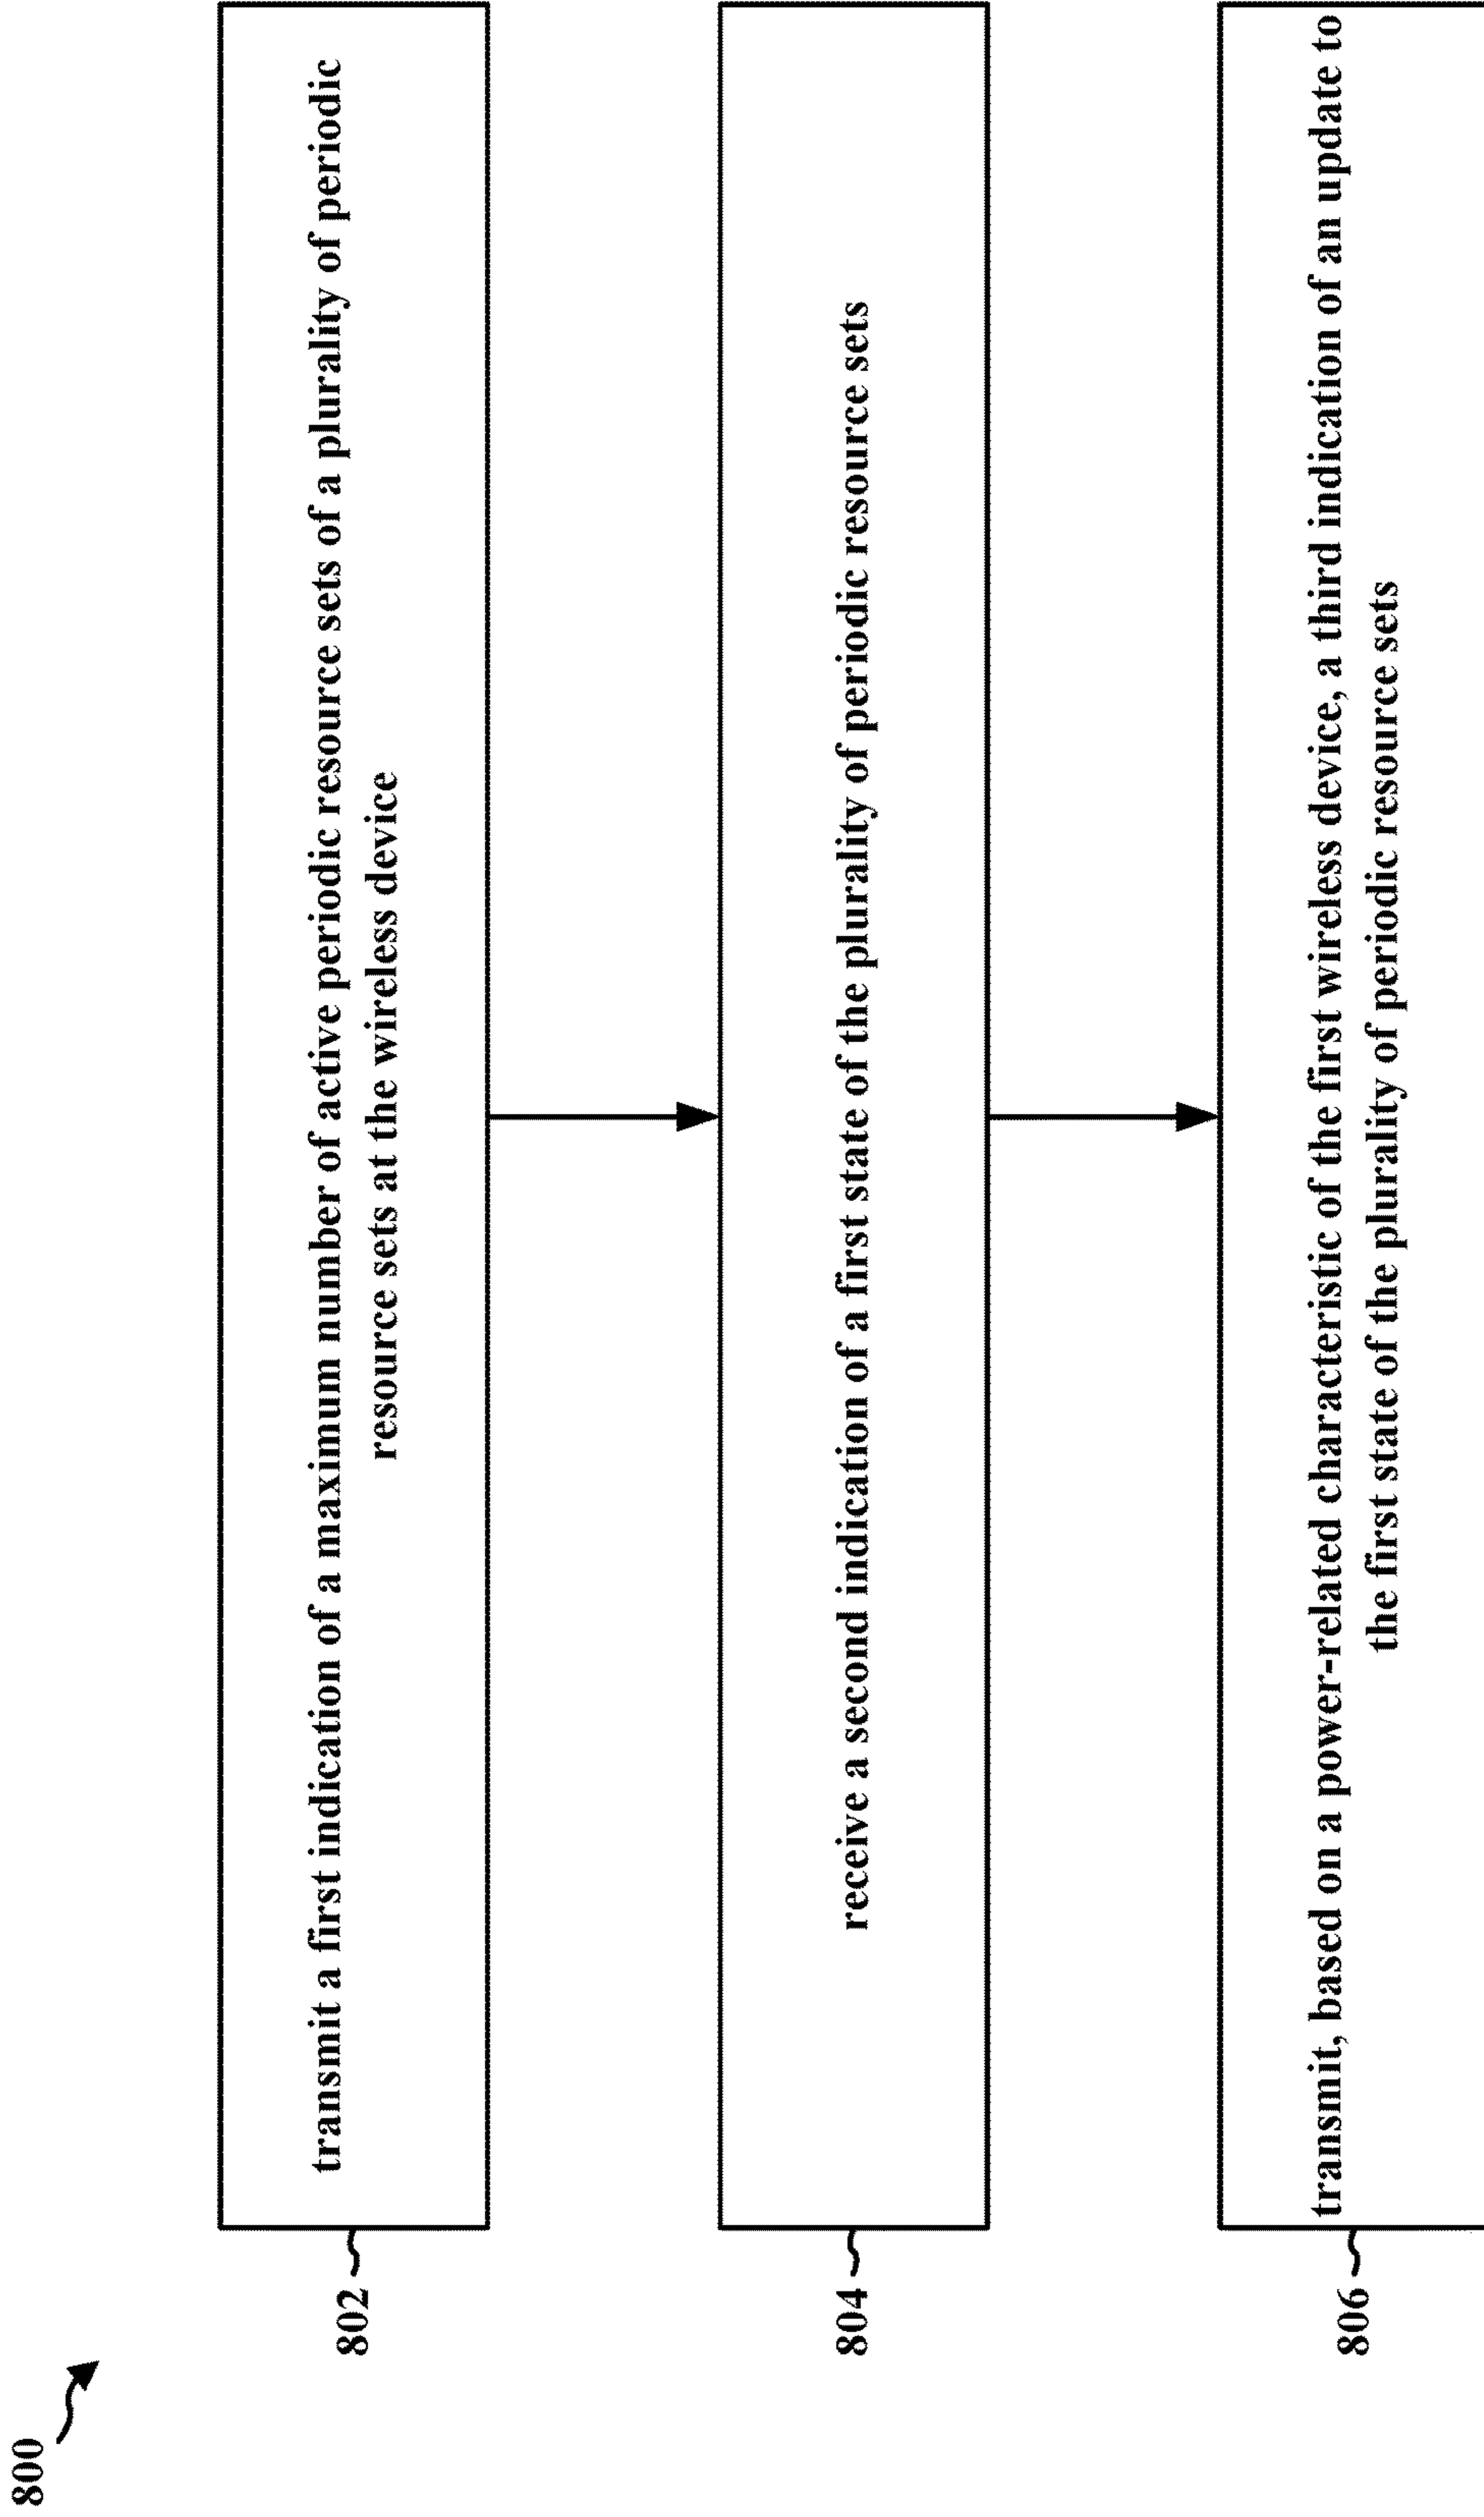 800
802
transmit a first indication of a maximum number of active periodic resource sets of a plurality of periodic
resource sets at the wireless device
804
receive a second indication of a first state of the plurality of periodic resource sets
806
transmit, based on a power-related characteristic of the first wireless device, a third indication of an update to
the first state of the plurality of periodic resource sets